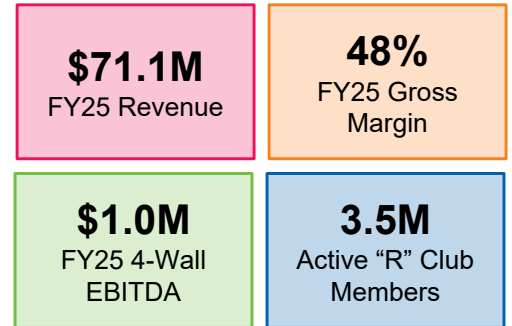 $71.1M
FY25 Revenue
48%
FY25 Gross
Margin
$1.0M
FY25 4-Wall
EBITDA
3.5M
Active “R” Club
Members